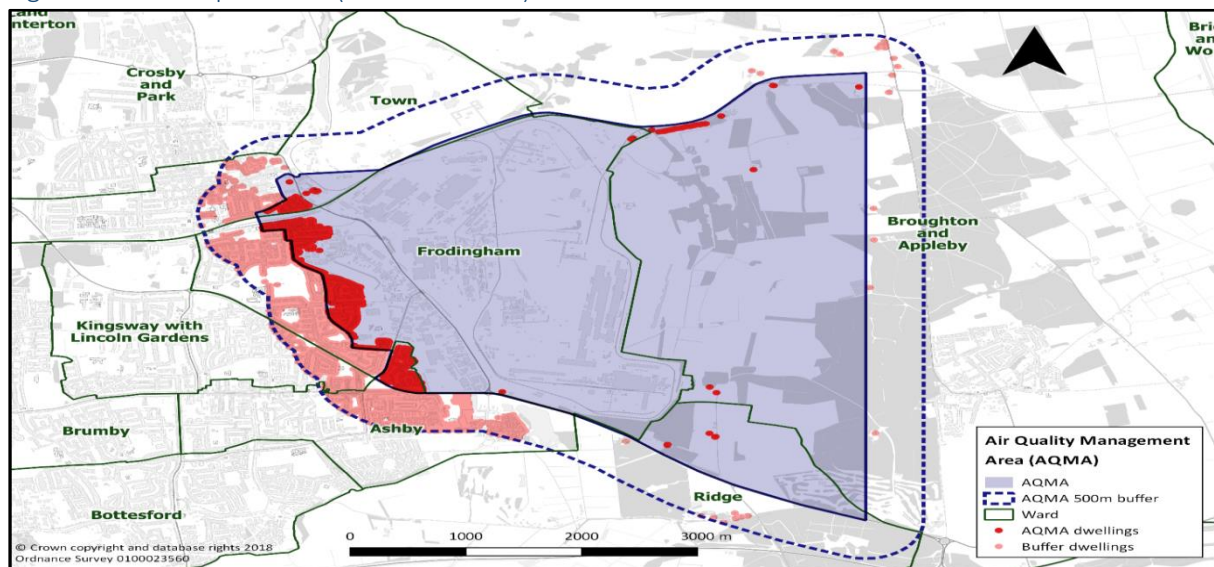 and
nterton
Crosby
and
Park
Town
Frodingham
Broughton
and
Appleby
Kingsway with
Lincoln Gardens
Brumby
Ashby
Bottesford
Ridge
Air Quality Management
Area (AQMA)
AQMA
AQMA 500m buffer
Ward
AQMA dwellings
Buffer dwellings
0 1000 2000 3000 m
© Crown copyright and database rights 2018
Ordnance Survey 0100023560